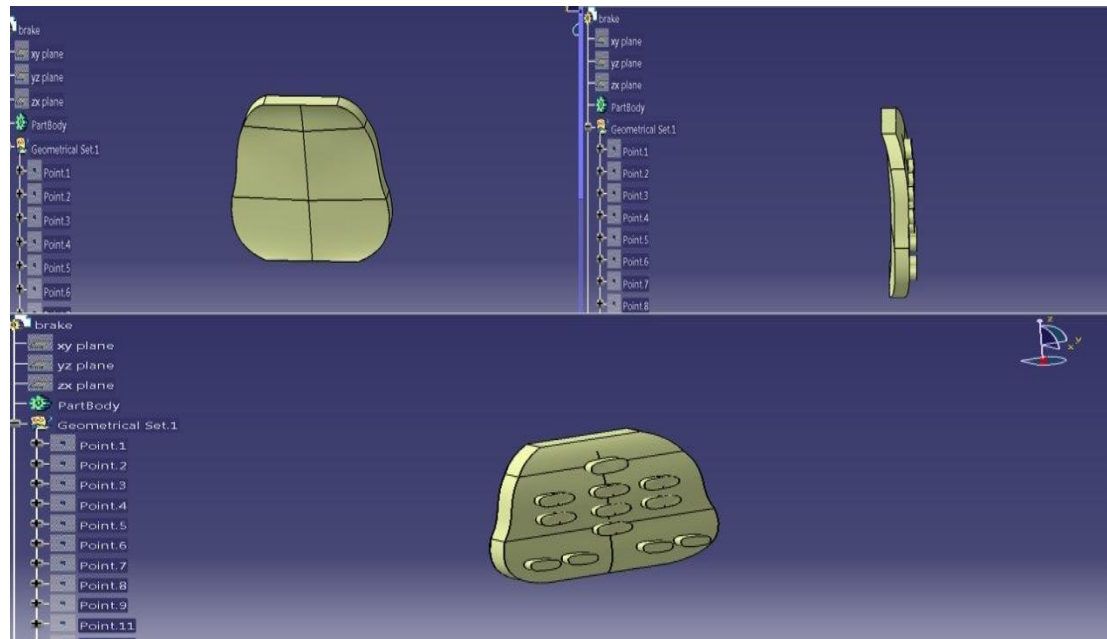 brake
xy plane
yz plane
zx plane
PartBody
Geometrical Set.1
Point.1
Point.2
Point.3
Point.4
Point.5
Point.6
brake
xy plane
yz plane
zx plane
PartBody
Geometrical Set.1
Point.1
Point.2
Point.3
Point.4
Point.5
Point.6
Point.7
Point.8
brake
xy plane
yz plane
zx plane
PartBody
Geometrical Set.1
Point.1
Point.2
Point.3
Point.4
Point.5
Point.6
Point.7
Point.8
Point.9
Point.11
z
x y